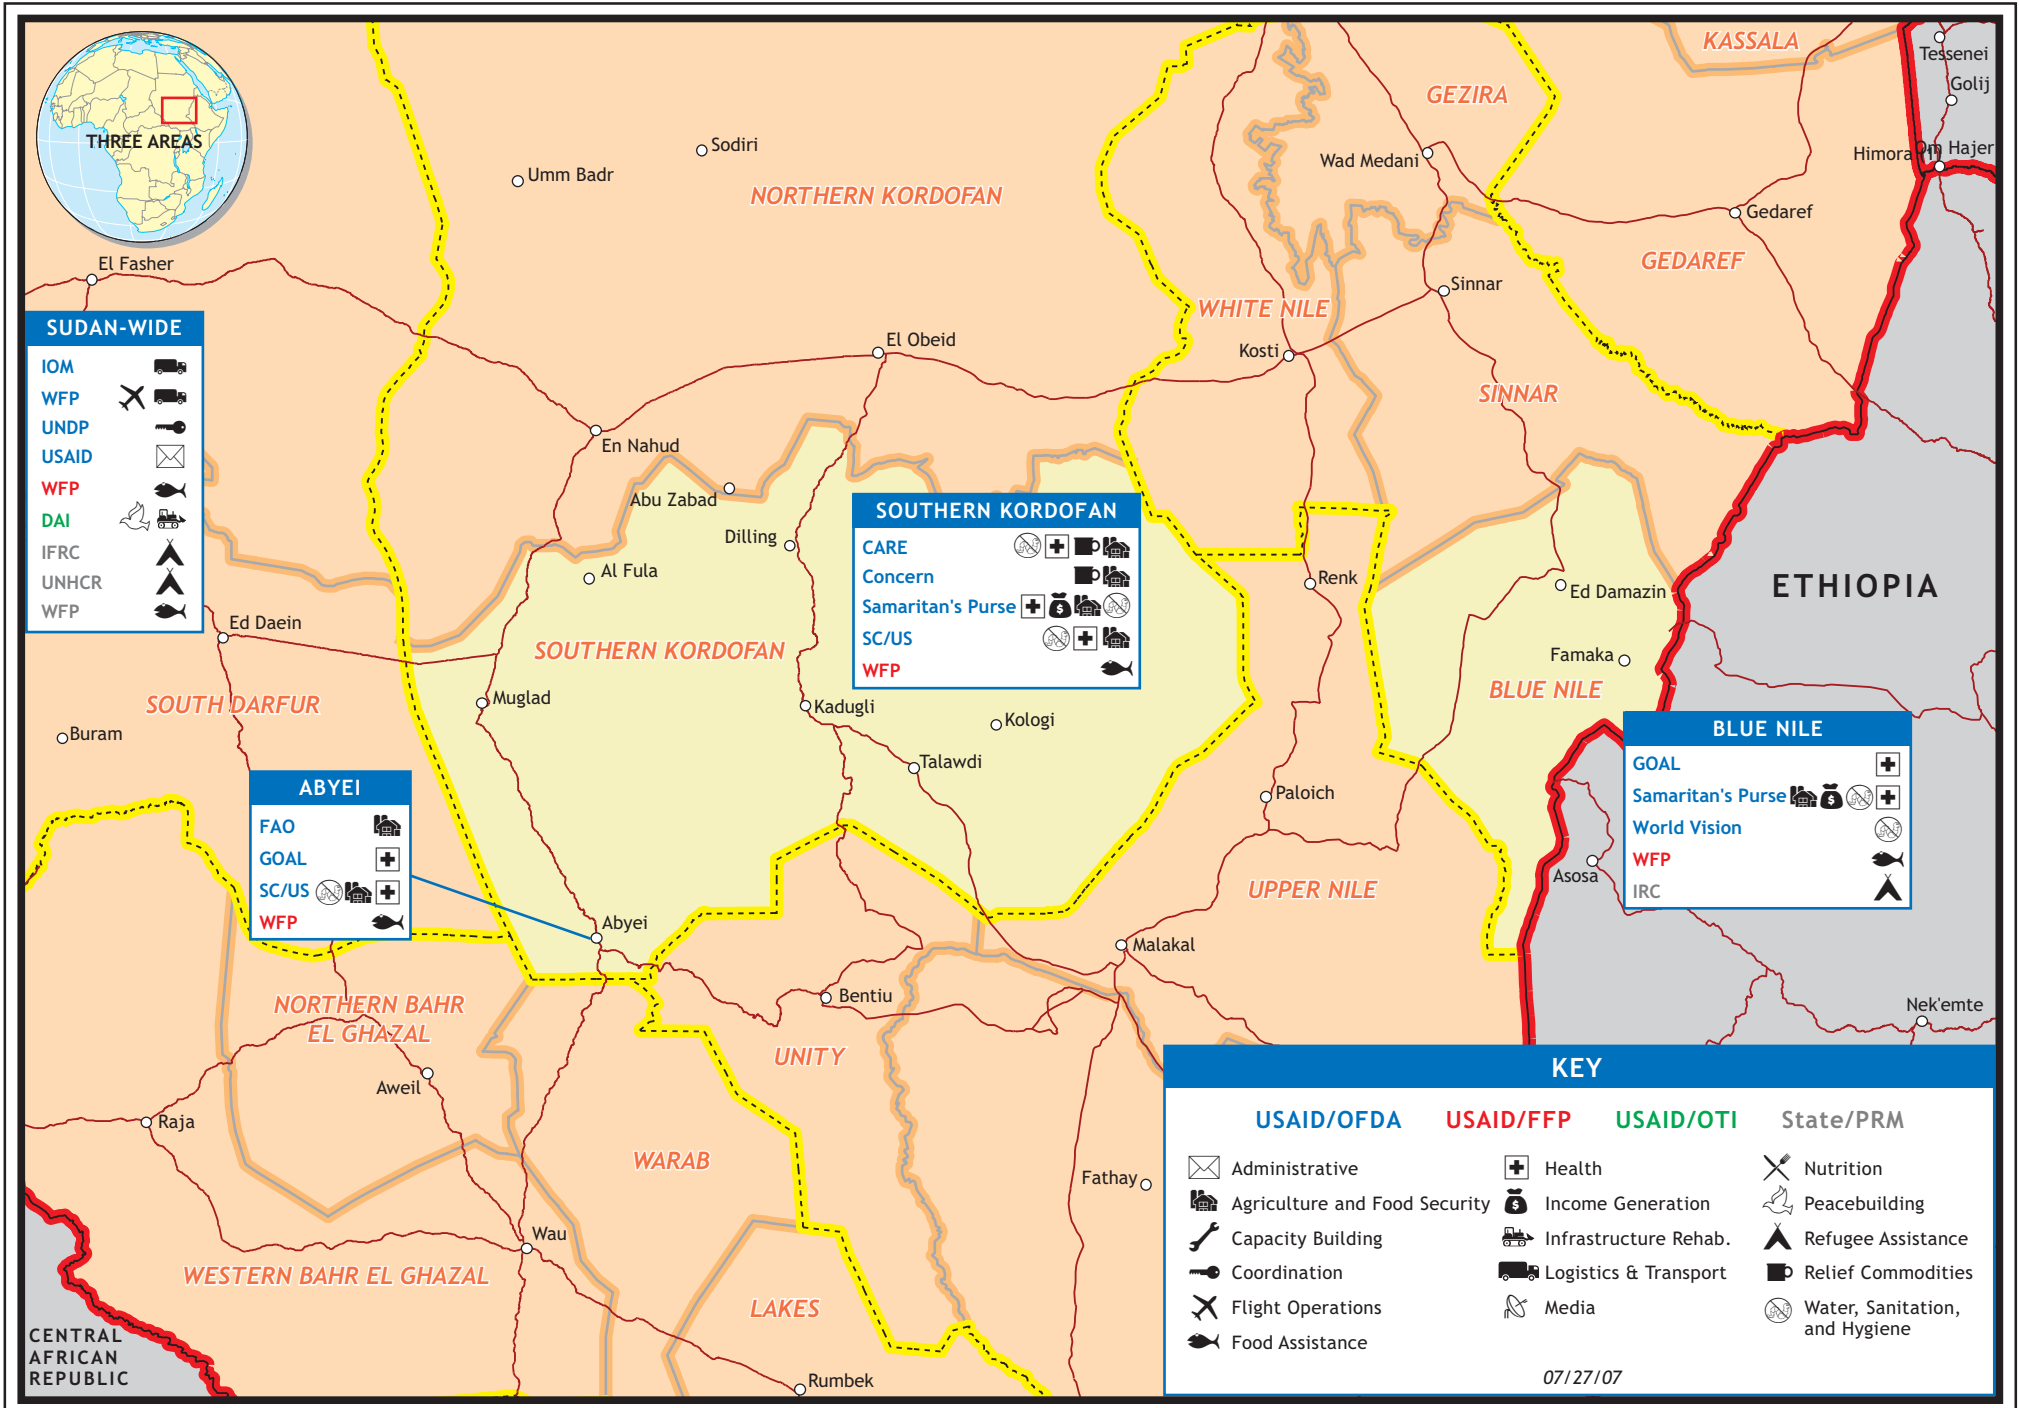 THREE AREAS
KASSALA
Tessenei
Golij
GEZIRA
Sodiri
Umm Badr
NORTHERN KORDOFAN
Wad Medani
Himora
Om Hajer
Gedaref
El Fasher
GEDAREF
Sinnar
WHITE NILE
SUDAN-WIDE
IOM
WFP
UNDP
USAID
WFP
DAI
IFRC
UNHCR
WFP
El Obeid
Kosti
SINNAR
En Nahud
Abu Zabad
Dilling
Al Fula
SOUTHERN KORDOFAN
CARE
Concern
Samaritan's Purse
SC/US
WFP
Renk
Ed Damazin
ETHIOPIA
Ed Daein
SOUTHERN KORDOFAN
Famaka
BLUE NILE
SOUTH DARFUR
Muglad
Kadugli
Kologi
Buram
Talawdi
Paloich
BLUE NILE
GOAL
Samaritan's Purse
World Vision
WFP
IRC
ABYEI
FAO
GOAL
SC/US
WFP
Asosa
UPPER NILE
Abyei
Malakal
Bentiu
NORTHERN BAHR
EL GHAZAL
Nek'emte
UNITY
Aweil
Raja
WARAB
Fathay
Wau
WESTERN BAHR EL GHAZAL
LAKES
CENTRAL
AFRICAN
REPUBLIC
Rumbek
KEY
USAID/OFDA USAID/FFP USAID/OTI State/PRM
Administrative
Agriculture and Food Security
Capacity Building
Coordination
Flight Operations
Food Assistance
Health
Income Generation
Infrastructure Rehab.
Logistics & Transport
Media
Nutrition
Peacebuilding
Refugee Assistance
Relief Commodities
Water, Sanitation,
and Hygiene
07/27/07